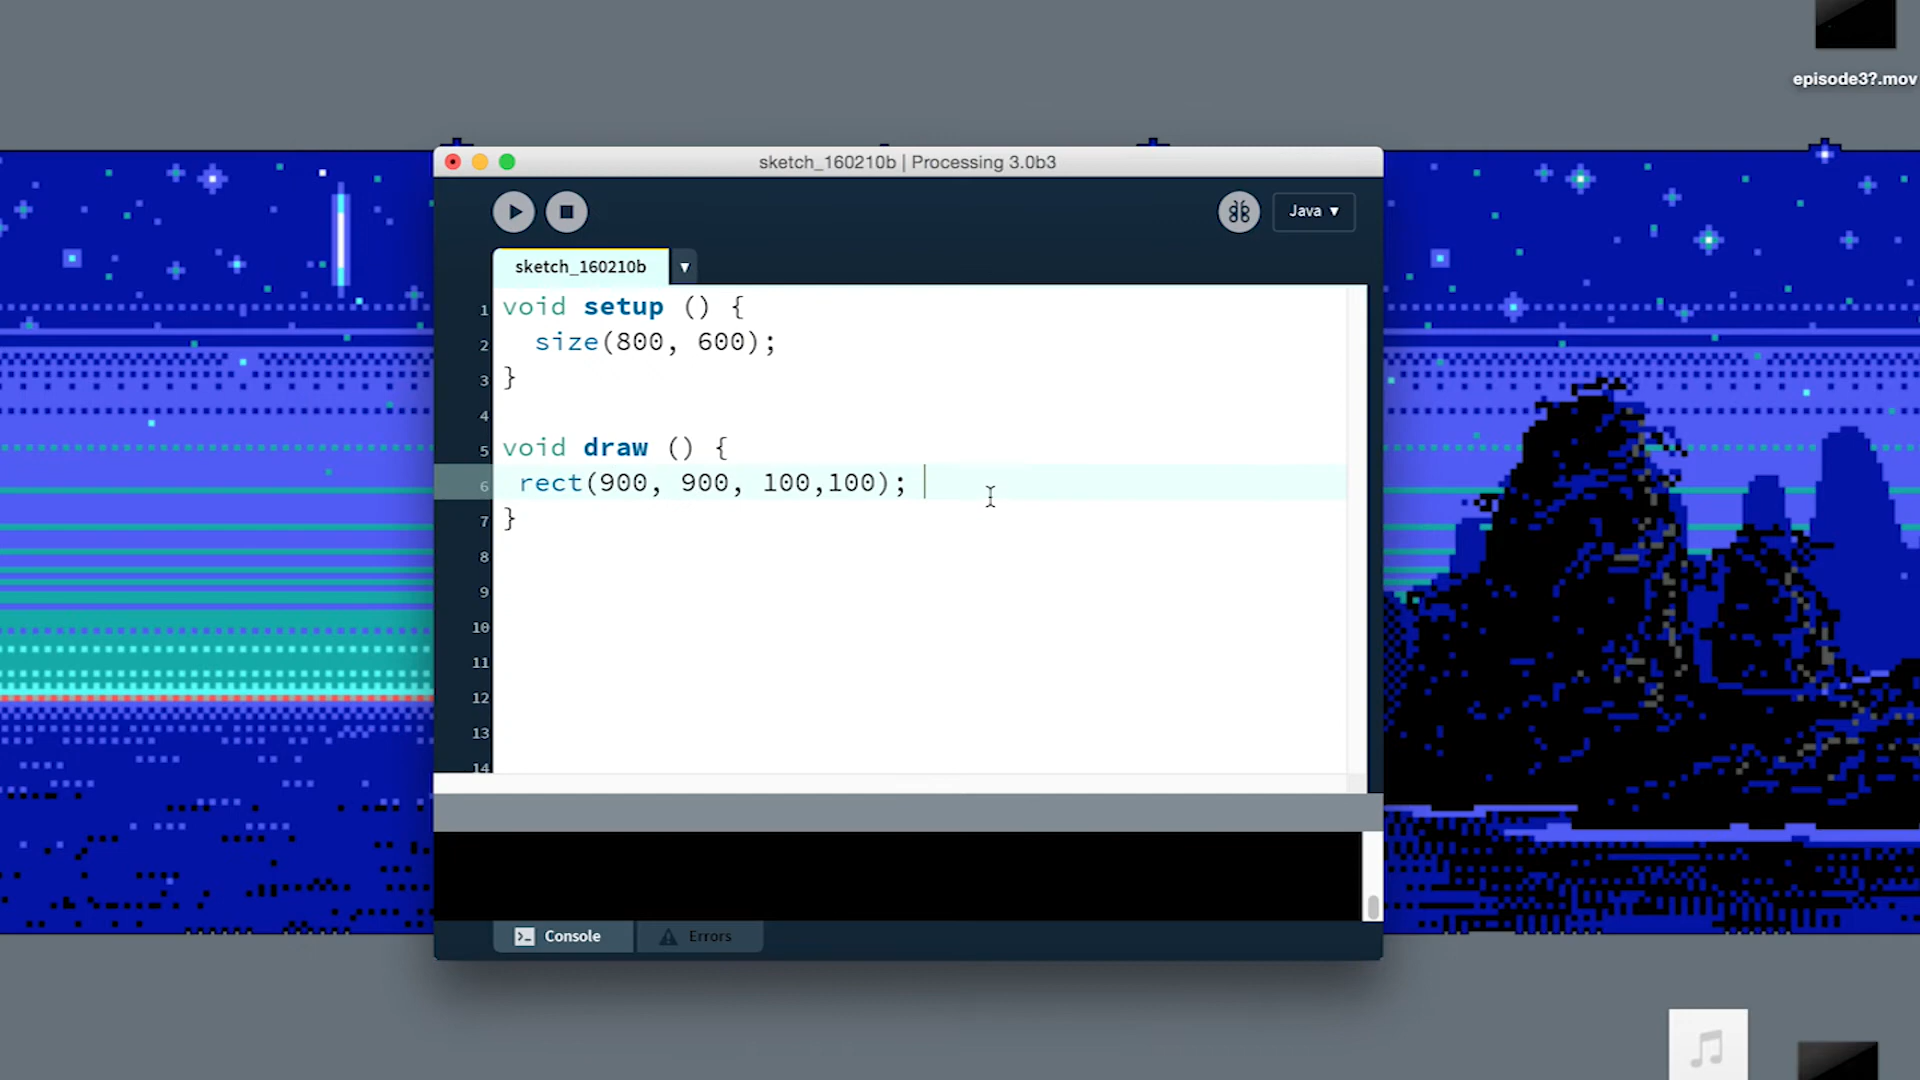 episode3?.mov
sketch_160210b | Processing 3.0b3
Java ▾
sketch_160210b ▾
1 void setup () {
2 size(800, 600);
3 }
4
5 void draw () {
6 rect(900, 900, 100,100);
7 }
8
9
10
11
12
13
14
Console
Errors